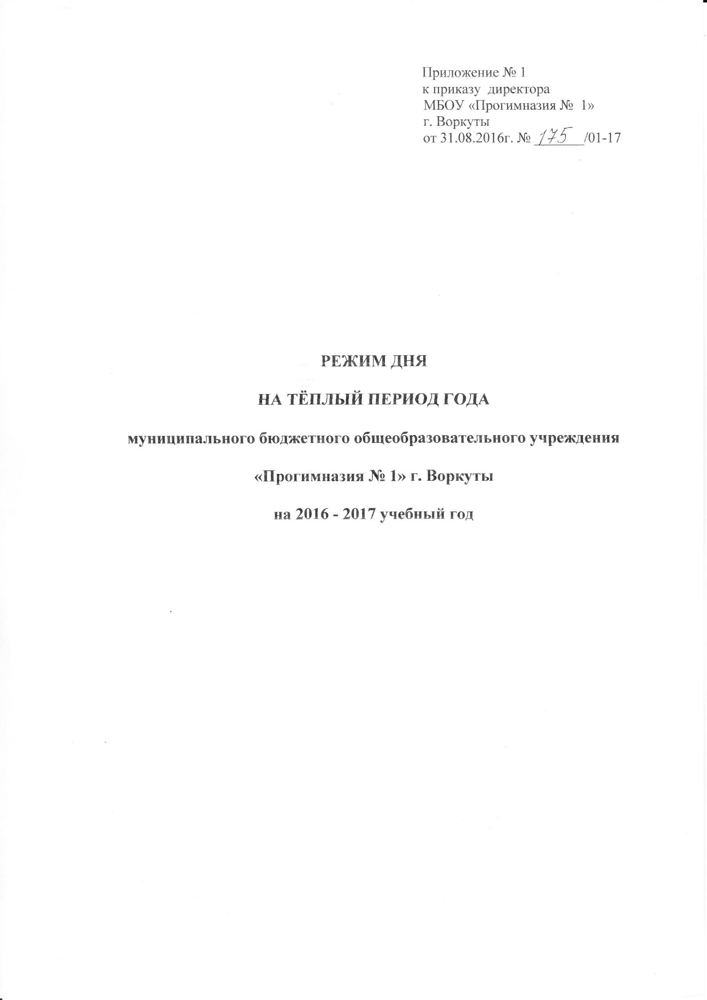 Приложение № 1
к приказу директора
МБОУ «Прогимназия № 1»
г. Воркуты
от 31.08.2016г. № 175/01-17
РЕЖИМ ДНЯ
НА ТЁПЛЫЙ ПЕРИОД ГОДА
муниципального бюджетного общеобразовательного учреждения
«Прогимназия № 1» г. Воркуты
на 2016 - 2017 учебный год